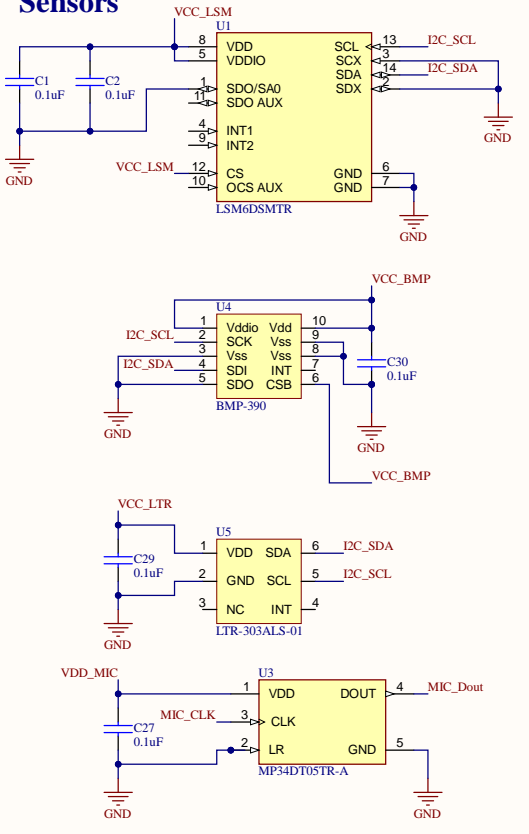 Sensors
VCC_LSM
U1
8 VDD SCL 13 I2C_SCL
5 VDDIO SCX 3
SDA 14 I2C_SDA
1 SDO/SA0 SDX 2
11 SDO AUX
4 INT1
9 INT2
VCC_LSM 12 CS GND 6
10 OCS AUX GND 7
LSM6DSMTR
C1
0.1uF
C2
0.1uF
GND
GND
GND
VCC_BMP
U4
1 Vddio Vdd 10
I2C_SCL 2 SCK Vss 9
3 Vss Vss 8
I2C_SDA 4 SDI INT 7
5 SDO CSB 6
BMP-390
C30
0.1uF
GND
GND
VCC_BMP
VCC_LTR
U5
1 VDD SDA 6 I2C_SDA
2 GND SCL 5 I2C_SCL
3 NC INT 4
LTR-303ALS-01
C29
0.1uF
GND
VDD_MIC
U3
1 VDD DOUT 4 MIC_Dout
MIC_CLK 3 CLK
2 LR GND 5
MP34DT05TR-A
C27
0.1uF
GND
GND